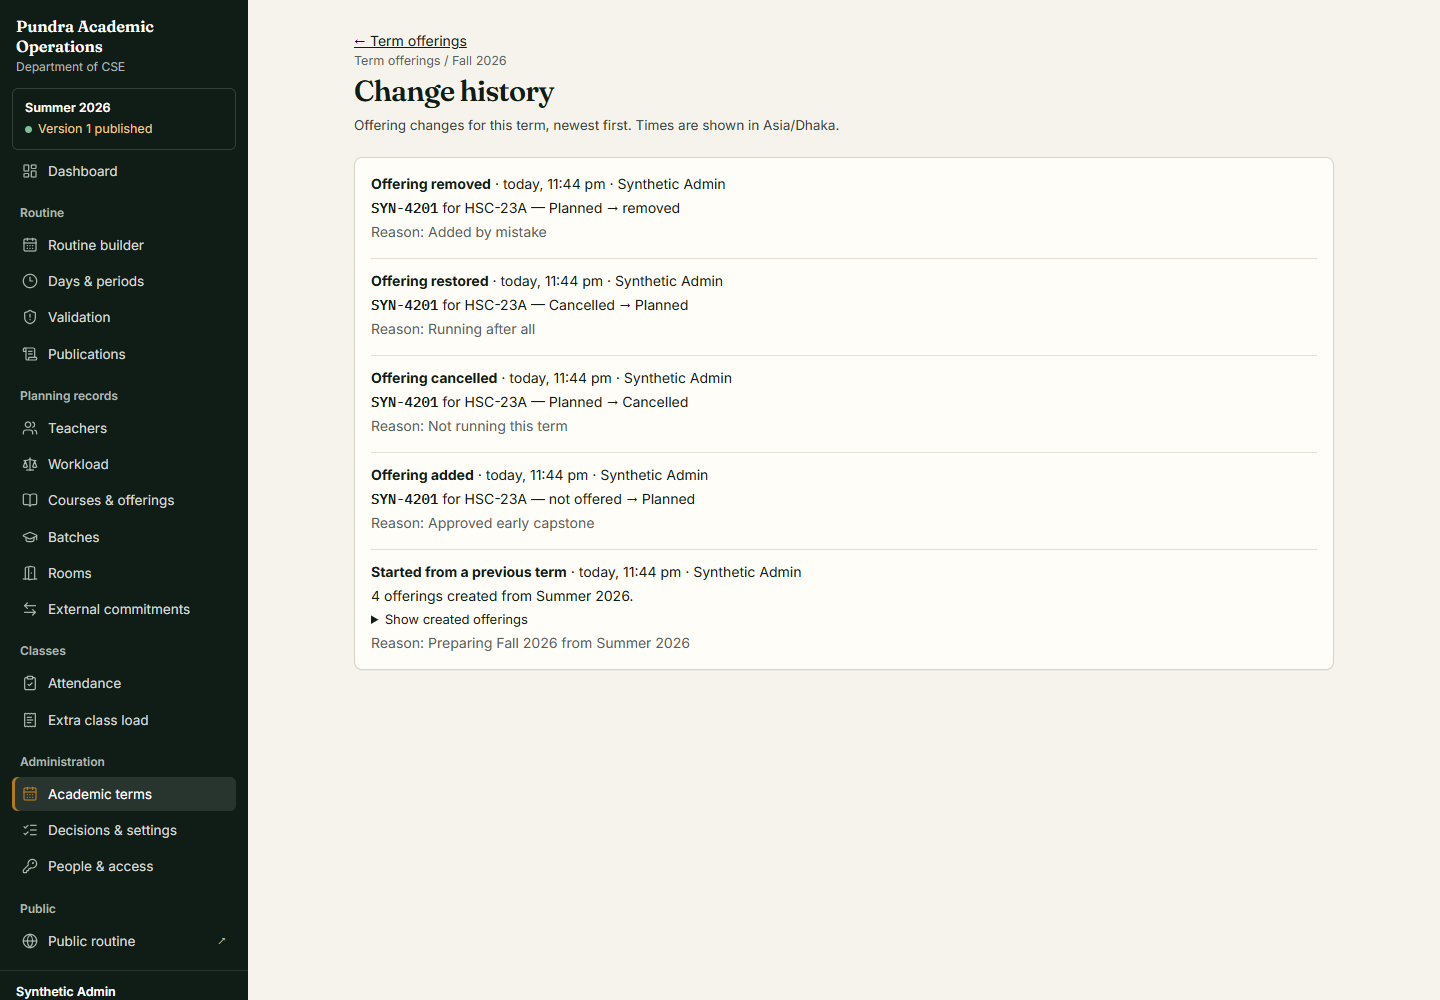 Pundra Academic
Operations
Department of CSE
Summer 2026
Version 1 published
Dashboard
Routine
Routine builder
Days & periods
Validation
Publications
Planning records
Teachers
Workload
Courses & offerings
Batches
Rooms
External commitments
Classes
Attendance
Extra class load
Administration
Academic terms
Decisions & settings
People & access
Public
Public routine ↗
Synthetic Admin
← Term offerings
Term offerings / Fall 2026
Change history
Offering changes for this term, newest first. Times are shown in Asia/Dhaka.
Offering removed · today, 11:44 pm · Synthetic Admin
SYN-4201 for HSC-23A — Planned → removed
Reason: Added by mistake
Offering restored · today, 11:44 pm · Synthetic Admin
SYN-4201 for HSC-23A — Cancelled → Planned
Reason: Running after all
Offering cancelled · today, 11:44 pm · Synthetic Admin
SYN-4201 for HSC-23A — Planned → Cancelled
Reason: Not running this term
Offering added · today, 11:44 pm · Synthetic Admin
SYN-4201 for HSC-23A — not offered → Planned
Reason: Approved early capstone
Started from a previous term · today, 11:44 pm · Synthetic Admin
4 offerings created from Summer 2026.
▶ Show created offerings
Reason: Preparing Fall 2026 from Summer 2026